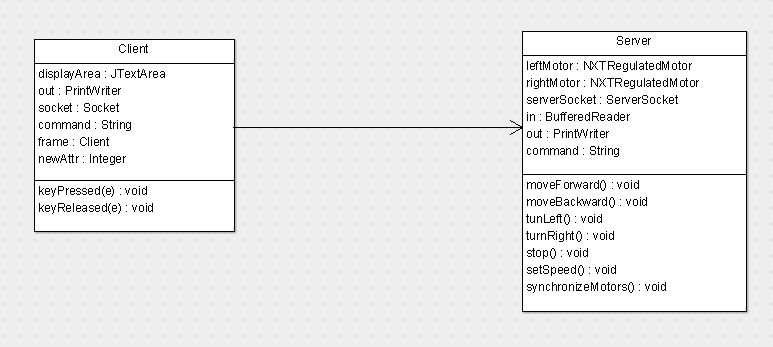 Client
displayArea : JTextArea
out : PrintWriter
socket : Socket
command : String
frame : Client
newAttr : Integer
keyPressed(e) : void
keyReleased(e) : void
Server
leftMotor : NXTRegulatedMotor
rightMotor : NXTRegulatedMotor
serverSocket : ServerSocket
in : BufferedReader
out : PrintWriter
command : String
moveForward() : void
moveBackward() : void
tunLeft() : void
turnRight() : void
stop() : void
setSpeed() : void
synchronizeMotors() : void